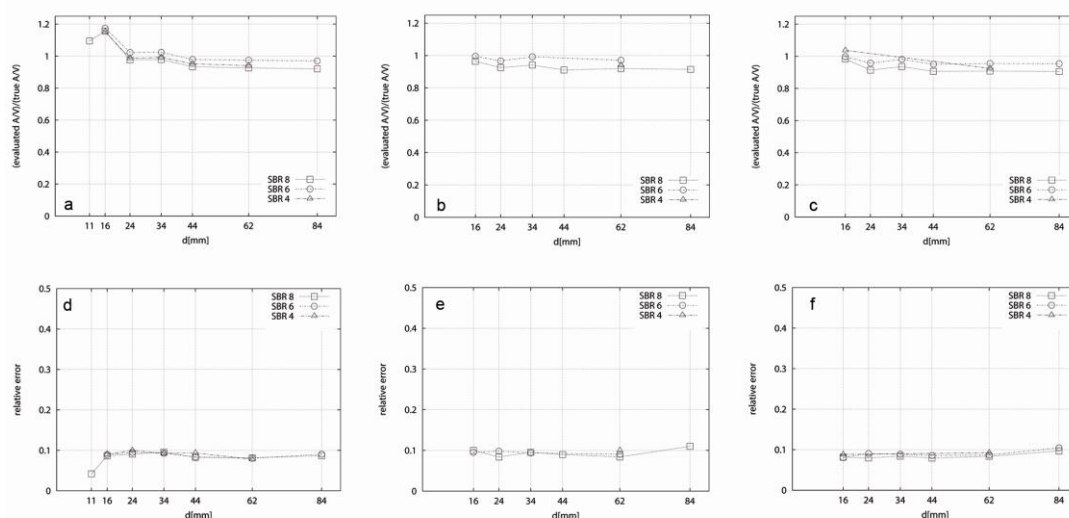 1.2
1
0.8
0.6
0.4
0.2
0
(evaluated A/V)/(true A/V)
SBR 8
SBR 6
SBR 4
a
11 16 24 34 44 62 84
d[mm]
1.2
1
0.8
0.6
0.4
0.2
0
(evaluated A/V)/(true A/V)
SBR 8
SBR 6
SBR 4
b
16 24 34 44 62 84
d[mm]
1.2
1
0.8
0.6
0.4
0.2
0
(evaluated A/V)/(true A/V)
SBR 8
SBR 6
SBR 4
c
16 24 34 44 62 84
d[mm]
0.5
0.4
0.3
0.2
0.1
0
relative error
d
SBR 8
SBR 6
SBR 4
11 16 24 34 44 62 84
d[mm]
0.5
0.4
0.3
0.2
0.1
0
relative error
e
SBR 8
SBR 6
SBR 4
16 24 34 44 62 84
d[mm]
0.5
0.4
0.3
0.2
0.1
0
relative error
f
SBR 8
SBR 6
SBR 4
16 24 34 44 62 84
d[mm]